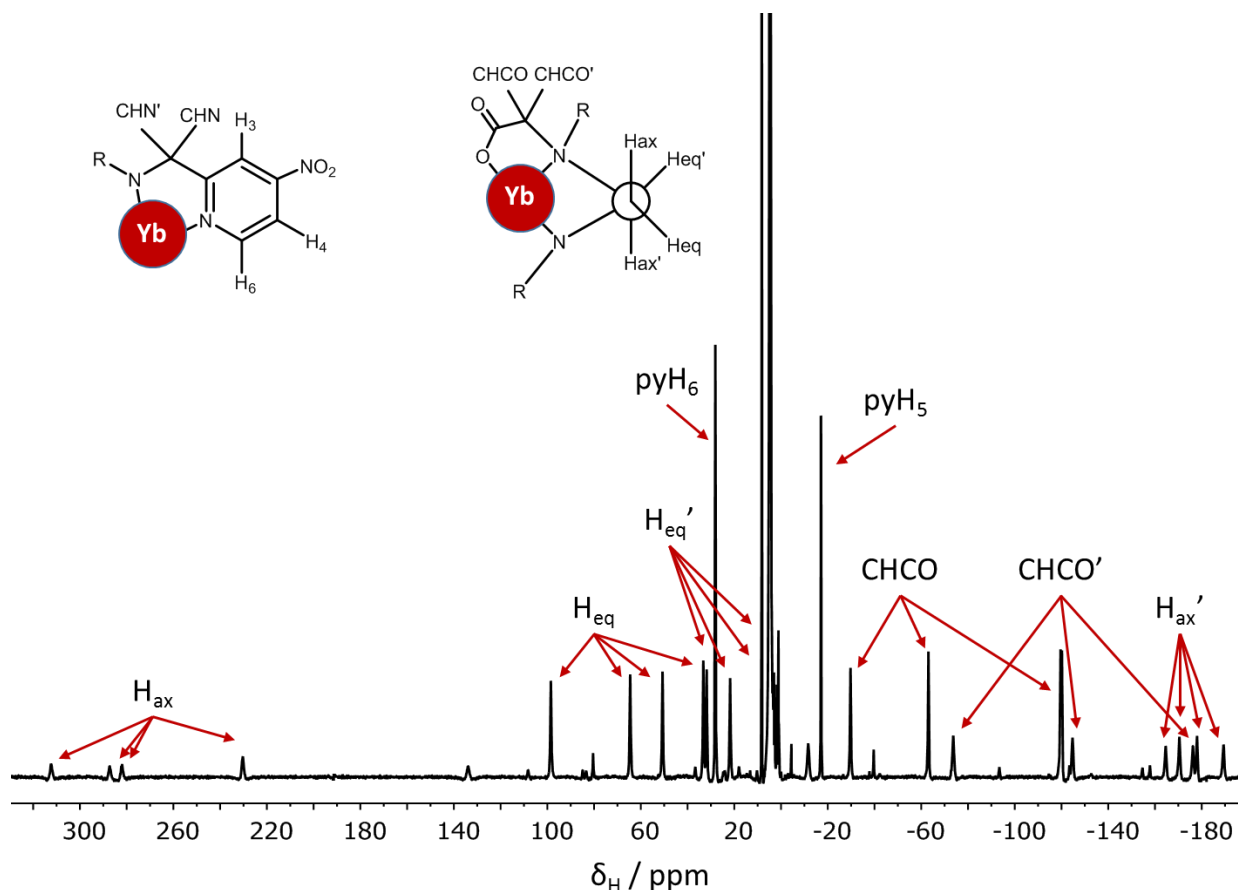 CHN' CHN
H₃
R
NO₂
N
Yb
N
H₄
H₆
CHCO CHCO'
O
R
Hax
Heq'
O
N
Yb
N
Heq
Hax'
R
pyH₆
pyH₅
Heq'
CHCO
CHCO'
Heq
Hax'
Hax
300 260 220 180 140 100 60 20 -20 -60 -100 -140 -180
δH / ppm